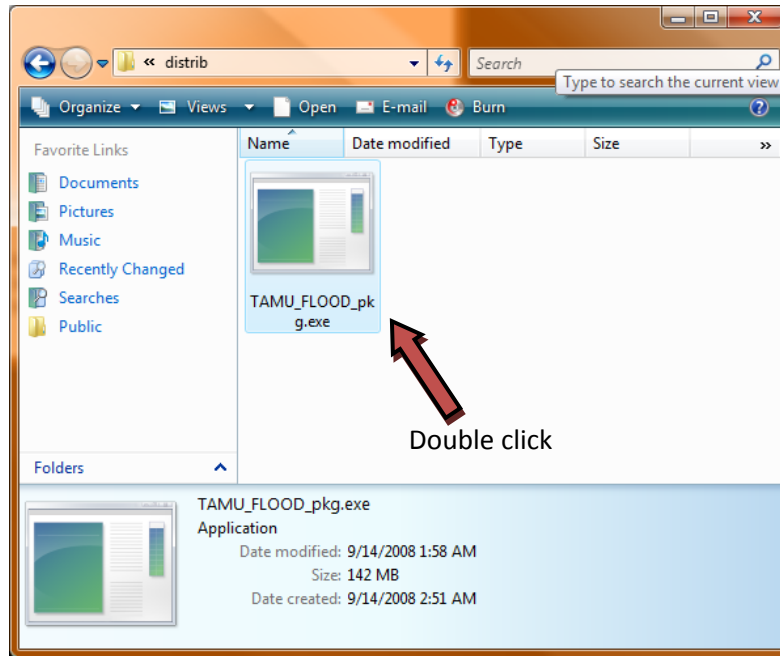 « distrib
Search
Type to search the current view
Organize Views Open E-mail Burn
Favorite Links
Documents
Pictures
Music
Recently Changed
Searches
Public
Folders
Name Date modified Type Size »
TAMU_FLOOD_pk
g.exe
Double click
TAMU_FLOOD_pkg.exe
Application
Date modified: 9/14/2008 1:58 AM
Size: 142 MB
Date created: 9/14/2008 2:51 AM